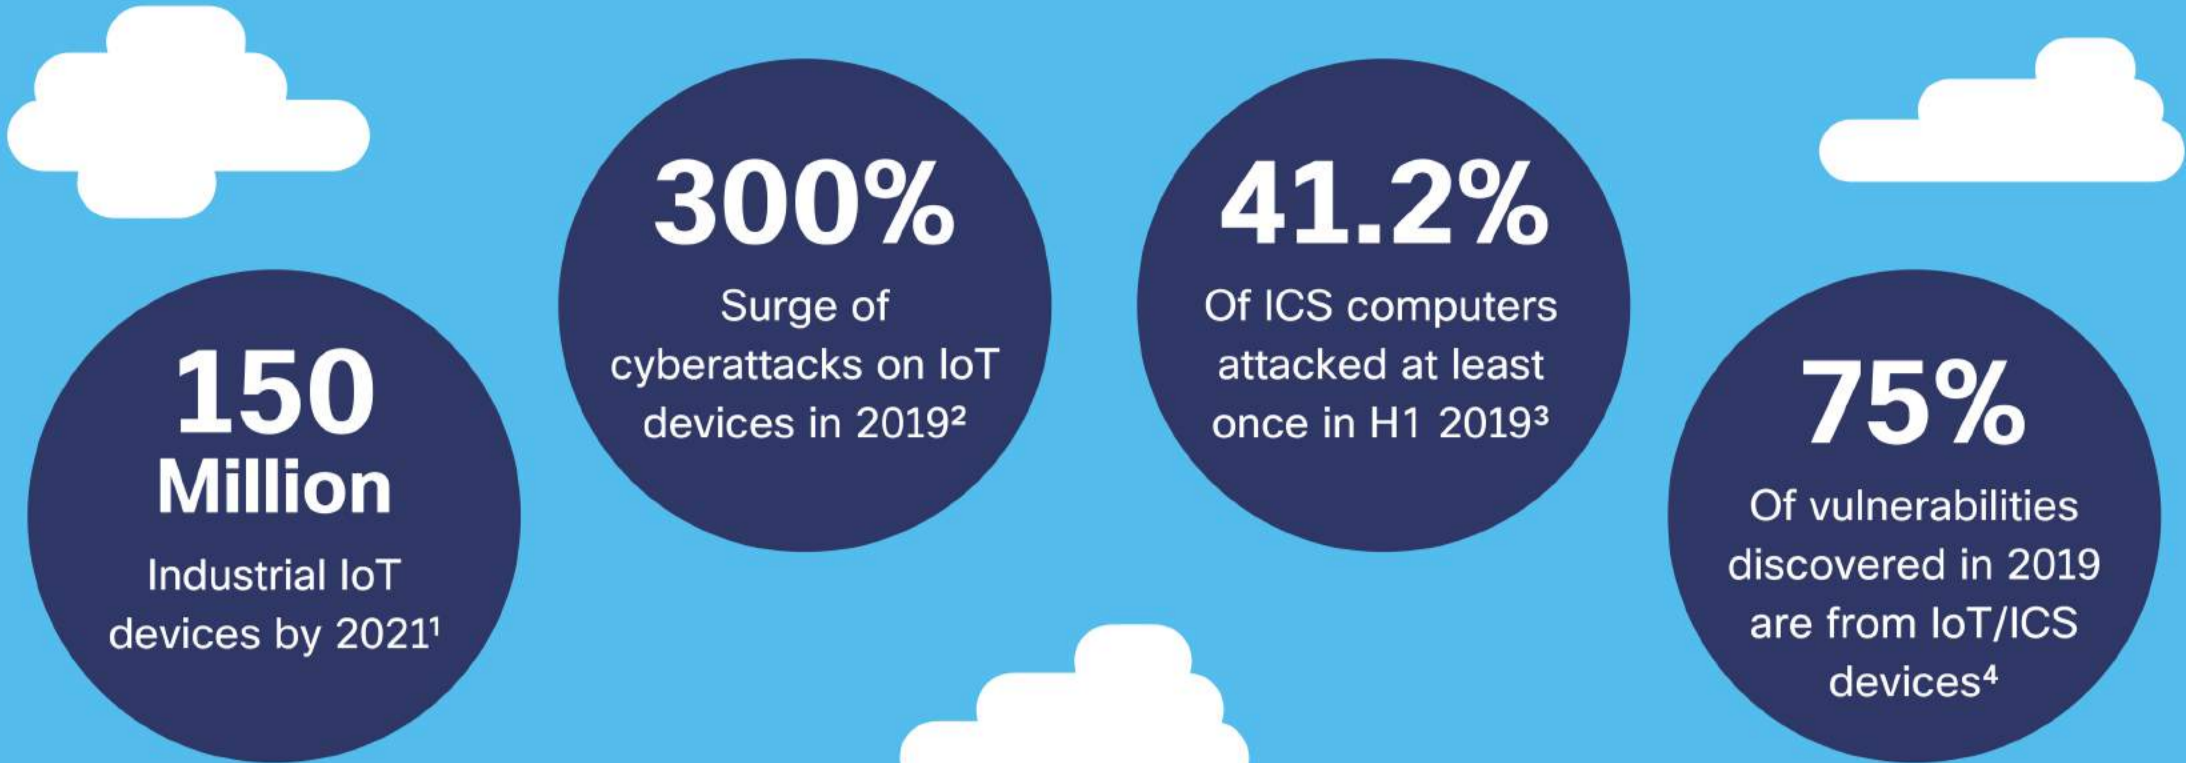 150
Million
Industrial IoT
devices by 2021¹
300%
Surge of
cyberattacks on IoT
devices in 2019²
41.2%
Of ICS computers
attacked at least
once in H1 2019³
75%
Of vulnerabilities
discovered in 2019
are from IoT/ICS
devices⁴